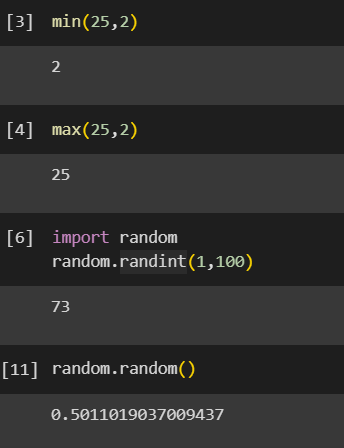 [3] min(25,2)
2
[4] max(25,2)
25
[6] import random
random.randint(1,100)
73
[11] random.random()
0.5011019037009437